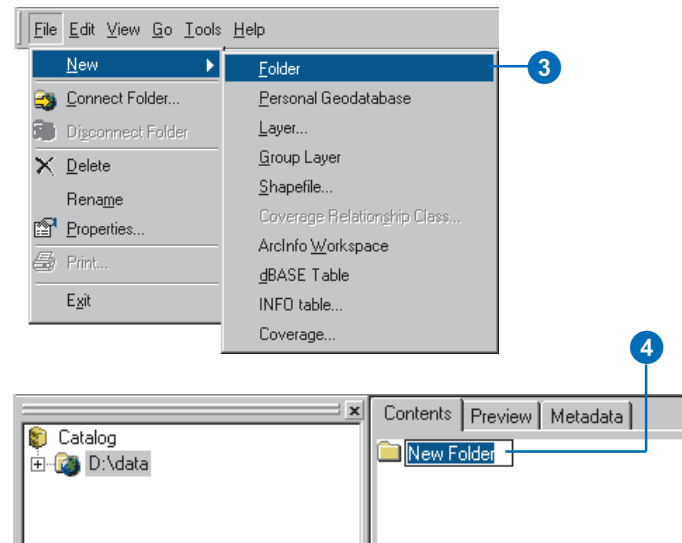 File Edit View Go Tools Help
New
Connect Folder...
Disconnect Folder
Delete
Rename
Properties...
Print...
Exit
Folder
Personal Geodatabase
Layer...
Group Layer
Shapefile...
Coverage Relationship Class...
ArcInfo Workspace
dBASE Table
INFO table...
Coverage...
3
4
Catalog
D:\data
Contents Preview Metadata
New Folder